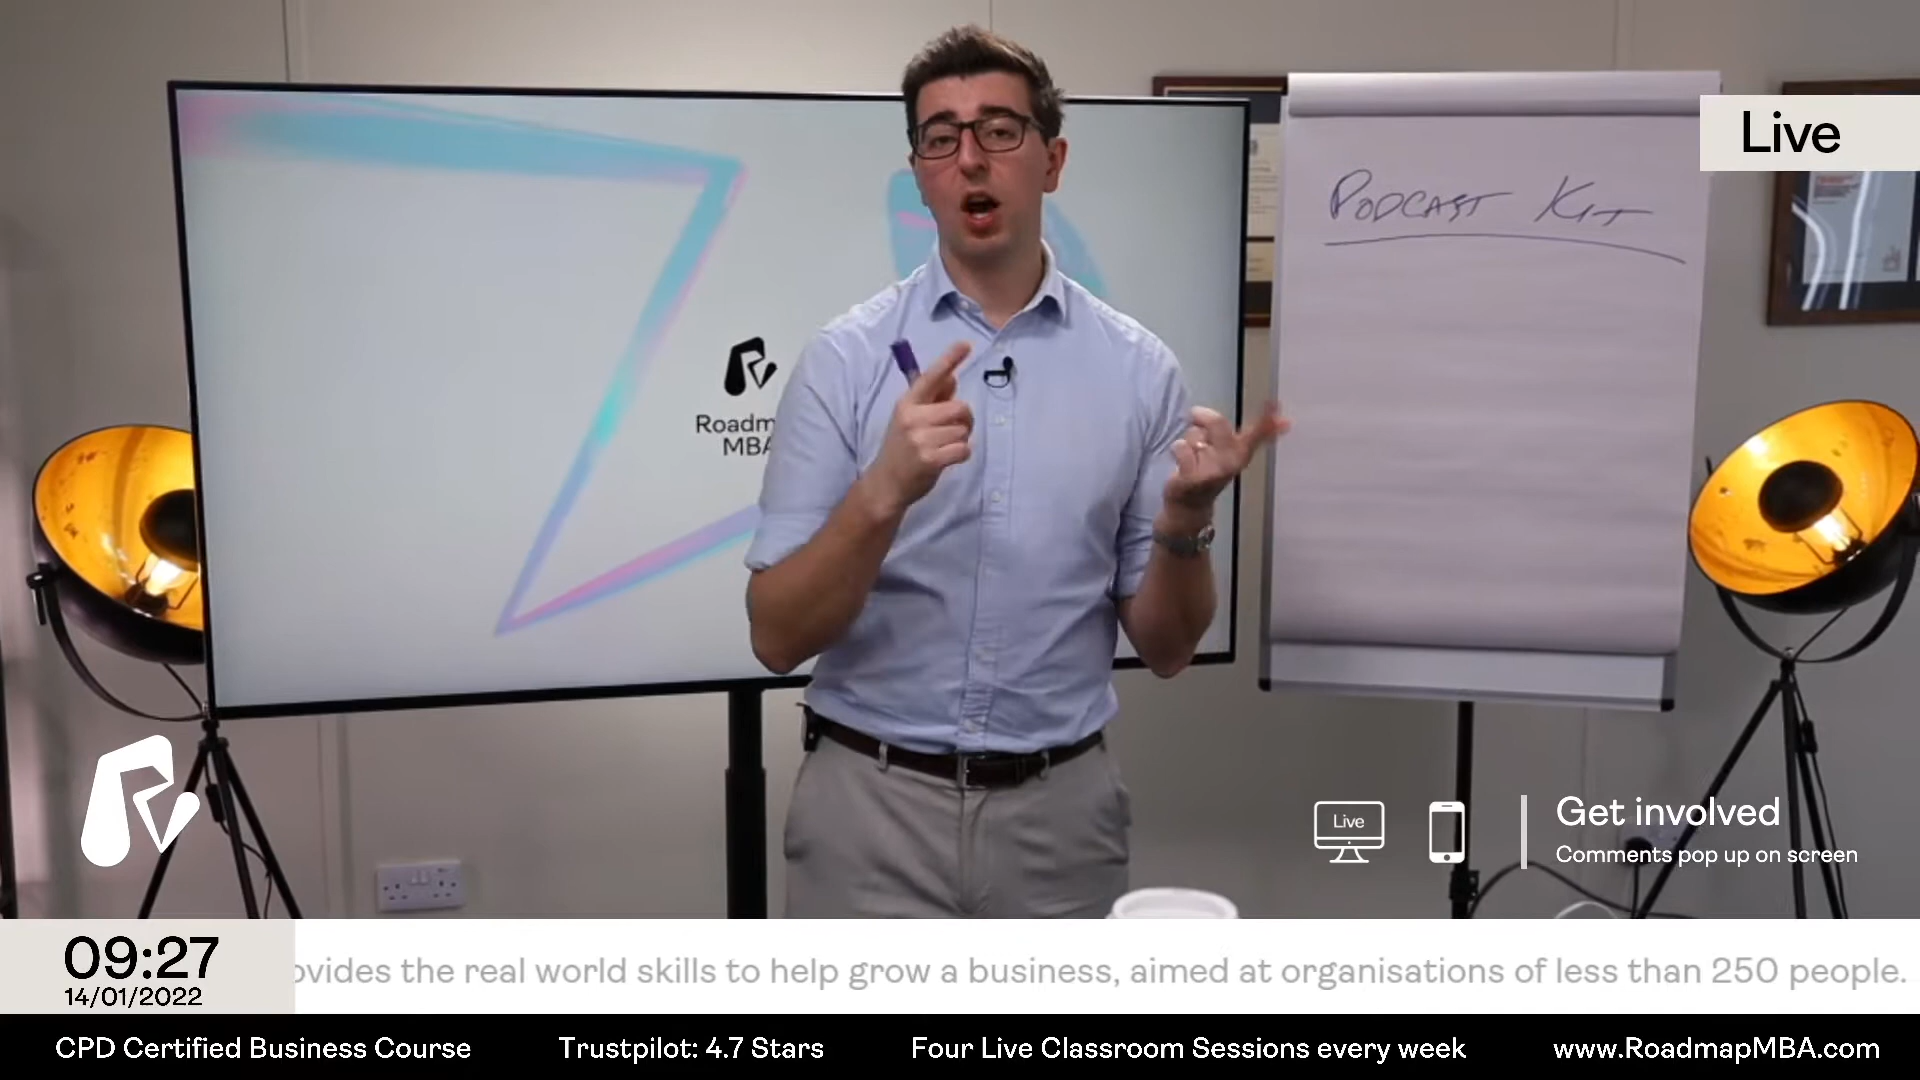 Live
PODCAST KIT
Roadm
MBA
Live
Get involved
Comments pop up on screen
09:27
14/01/2022
ovides the real world skills to help grow a business, aimed at organisations of less than 250 people.
CPD Certified Business Course
Trustpilot: 4.7 Stars
Four Live Classroom Sessions every week
www.RoadmapMBA.com